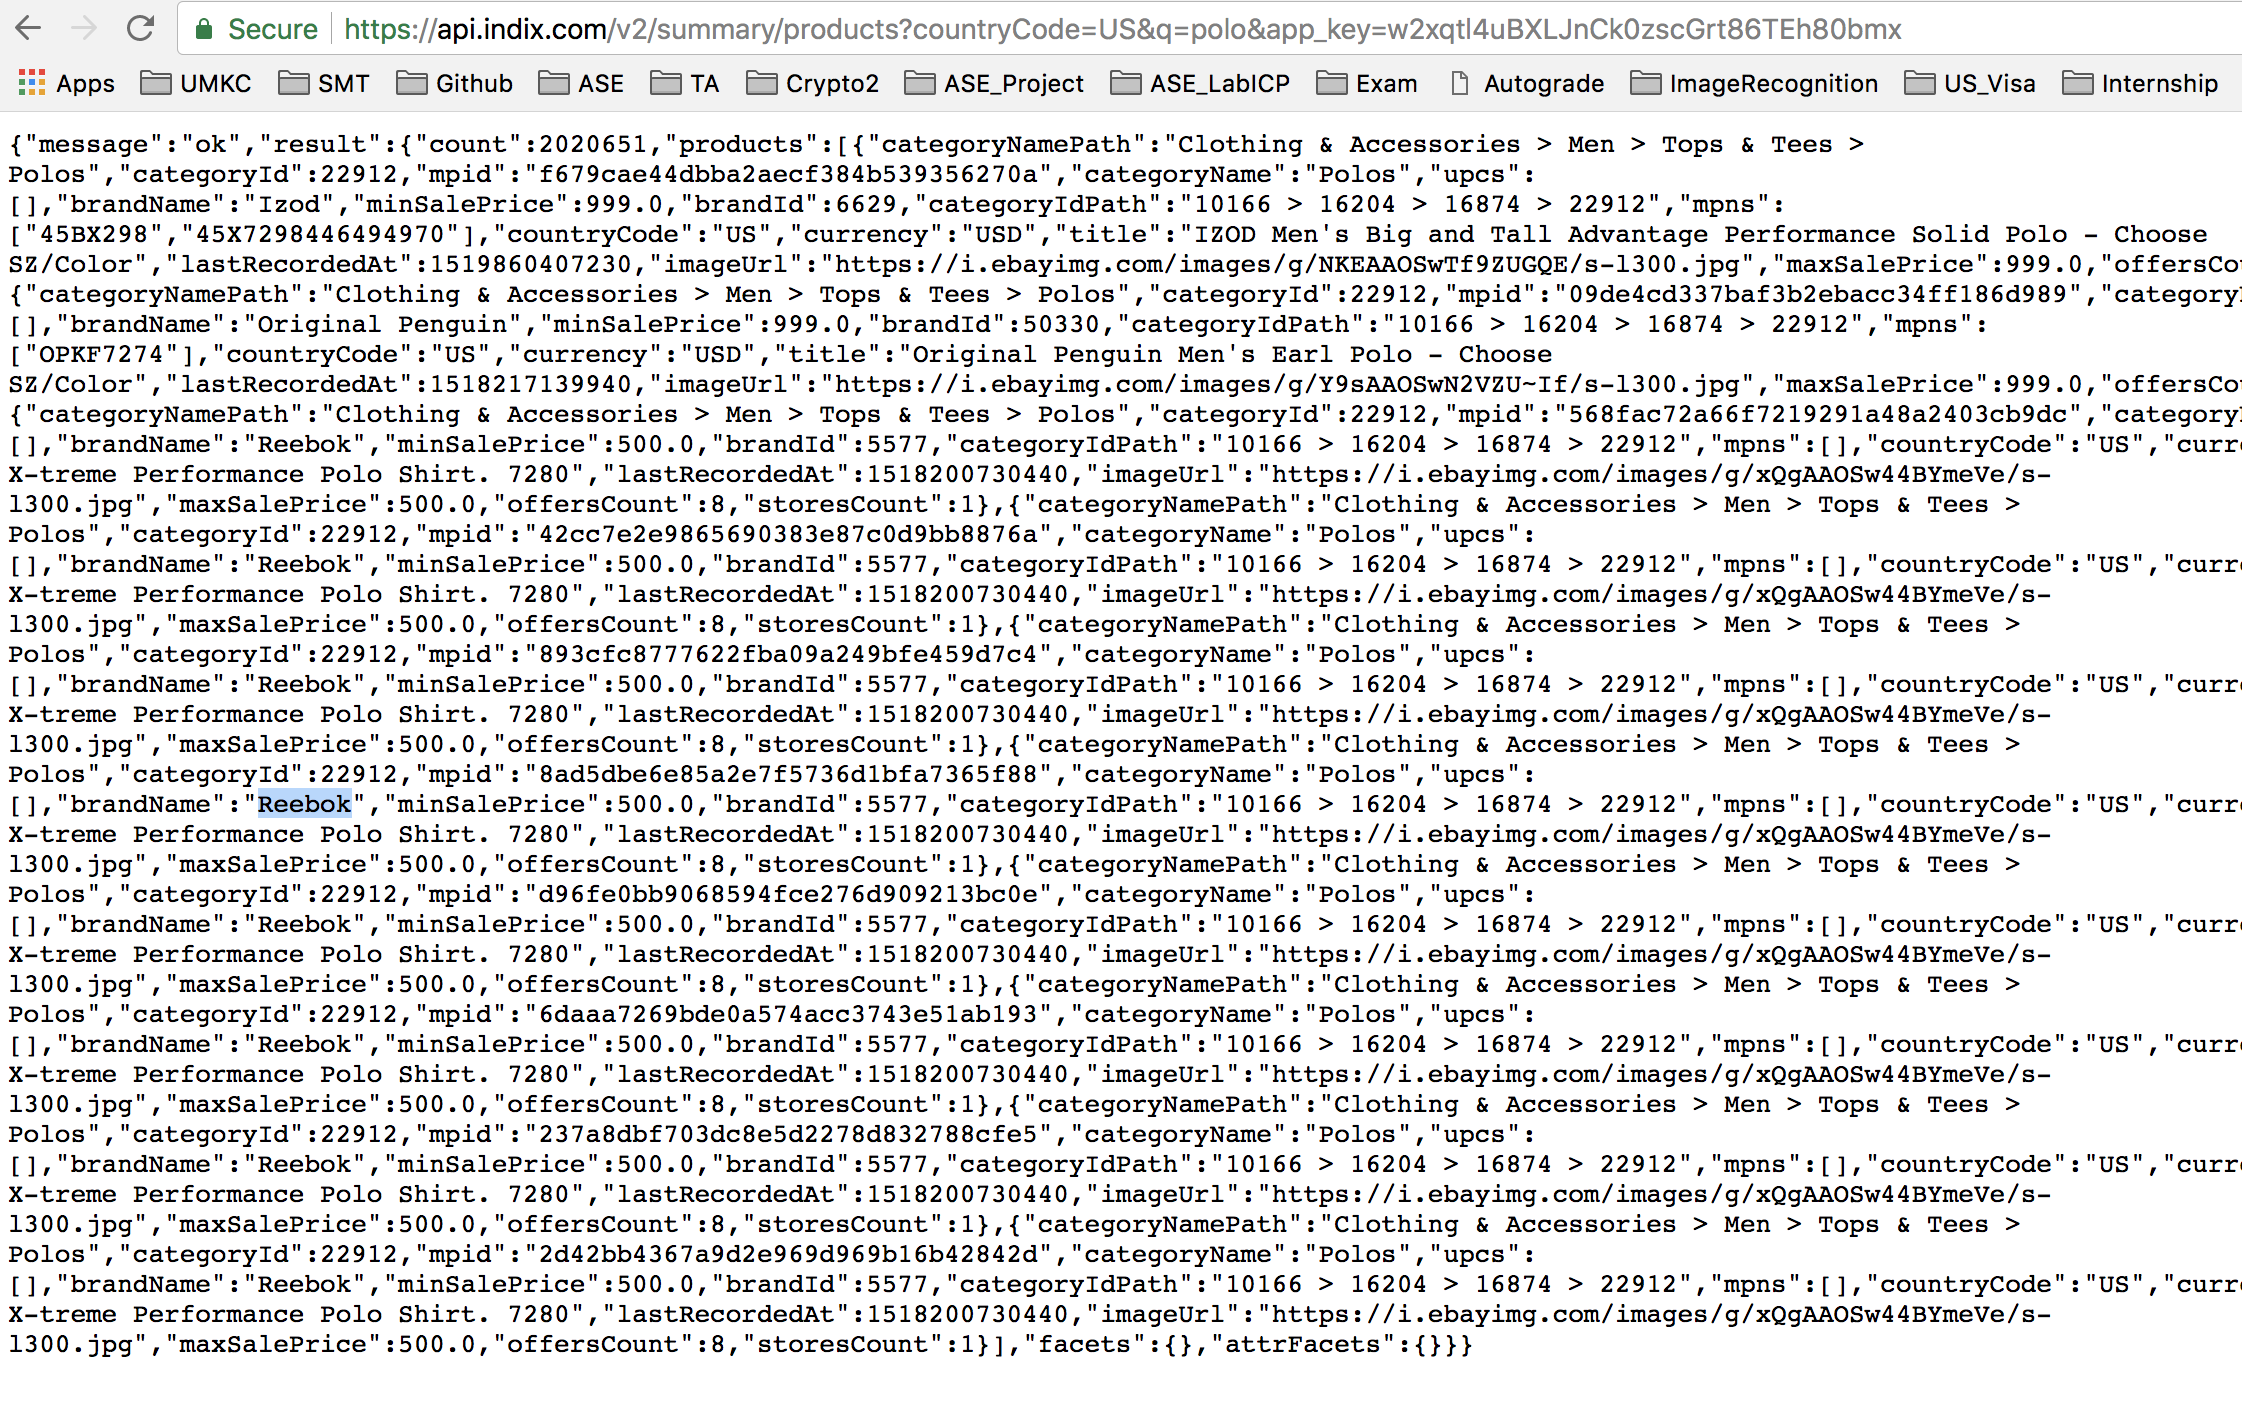 Secure https://api.indix.com/v2/summary/products?countryCode=US&q=polo&app_key=w2xqtl4uBXLJnCk0zscGrt86TEh80bmx
Apps UMKC SMT Github ASE TA Crypto2 ASE_Project ASE_LabICP Exam Autograde ImageRecognition US_Visa Internship
{"message":"ok","result":{"count":2020651,"products":[{"categoryNamePath":"Clothing & Accessories > Men > Tops & Tees >
Polos","categoryId":22912,"mpid":"f679cae44dbba2aecf384b539356270a","categoryName":"Polos","upcs":
[],"brandName":"Izod","minSalePrice":999.0,"brandId":6629,"categoryIdPath":"10166 > 16204 > 16874 > 22912","mpns":
["45BX298","45X7298446494970"],"countryCode":"US","currency":"USD","title":"IZOD Men's Big and Tall Advantage Performance Solid Polo - Choose
SZ/Color","lastRecordedAt":1519860407230,"imageUrl":"https://i.ebayimg.com/images/g/NKEAAOSwTf9ZUGQE/s-l300.jpg","maxSalePrice":999.0,"offersCou
{"categoryNamePath":"Clothing & Accessories > Men > Tops & Tees > Polos","categoryId":22912,"mpid":"09de4cd337baf3b2ebacc34ff186d989","category
[],"brandName":"Original Penguin","minSalePrice":999.0,"brandId":50330,"categoryIdPath":"10166 > 16204 > 16874 > 22912","mpns":
["OPKF7274"],"countryCode":"US","currency":"USD","title":"Original Penguin Men's Earl Polo - Choose
SZ/Color","lastRecordedAt":1518217139940,"imageUrl":"https://i.ebayimg.com/images/g/Y9sAAOSwN2VZU~If/s-l300.jpg","maxSalePrice":999.0,"offersCou
{"categoryNamePath":"Clothing & Accessories > Men > Tops & Tees > Polos","categoryId":22912,"mpid":"568fac72a66f7219291a48a2403cb9dc","category
[],"brandName":"Reebok","minSalePrice":500.0,"brandId":5577,"categoryIdPath":"10166 > 16204 > 16874 > 22912","mpns":[],"countryCode":"US","curre
X-treme Performance Polo Shirt. 7280","lastRecordedAt":1518200730440,"imageUrl":"https://i.ebayimg.com/images/g/xQgAAOSw44BYmeVe/s-
l300.jpg","maxSalePrice":500.0,"offersCount":8,"storesCount":1},{"categoryNamePath":"Clothing & Accessories > Men > Tops & Tees >
Polos","categoryId":22912,"mpid":"42cc7e2e9865690383e87c0d9bb8876a","categoryName":"Polos","upcs":
[],"brandName":"Reebok","minSalePrice":500.0,"brandId":5577,"categoryIdPath":"10166 > 16204 > 16874 > 22912","mpns":[],"countryCode":"US","curre
X-treme Performance Polo Shirt. 7280","lastRecordedAt":1518200730440,"imageUrl":"https://i.ebayimg.com/images/g/xQgAAOSw44BYmeVe/s-
l300.jpg","maxSalePrice":500.0,"offersCount":8,"storesCount":1},{"categoryNamePath":"Clothing & Accessories > Men > Tops & Tees >
Polos","categoryId":22912,"mpid":"893cfc8777622fba09a249bfe459d7c4","categoryName":"Polos","upcs":
[],"brandName":"Reebok","minSalePrice":500.0,"brandId":5577,"categoryIdPath":"10166 > 16204 > 16874 > 22912","mpns":[],"countryCode":"US","curre
X-treme Performance Polo Shirt. 7280","lastRecordedAt":1518200730440,"imageUrl":"https://i.ebayimg.com/images/g/xQgAAOSw44BYmeVe/s-
l300.jpg","maxSalePrice":500.0,"offersCount":8,"storesCount":1},{"categoryNamePath":"Clothing & Accessories > Men > Tops & Tees >
Polos","categoryId":22912,"mpid":"8ad5dbe6e85a2e7f5736d1bfa7365f88","categoryName":"Polos","upcs":
[],"brandName":"Reebok","minSalePrice":500.0,"brandId":5577,"categoryIdPath":"10166 > 16204 > 16874 > 22912","mpns":[],"countryCode":"US","curre
X-treme Performance Polo Shirt. 7280","lastRecordedAt":1518200730440,"imageUrl":"https://i.ebayimg.com/images/g/xQgAAOSw44BYmeVe/s-
l300.jpg","maxSalePrice":500.0,"offersCount":8,"storesCount":1},{"categoryNamePath":"Clothing & Accessories > Men > Tops & Tees >
Polos","categoryId":22912,"mpid":"d96fe0bb9068594fce276d909213bc0e","categoryName":"Polos","upcs":
[],"brandName":"Reebok","minSalePrice":500.0,"brandId":5577,"categoryIdPath":"10166 > 16204 > 16874 > 22912","mpns":[],"countryCode":"US","curre
X-treme Performance Polo Shirt. 7280","lastRecordedAt":1518200730440,"imageUrl":"https://i.ebayimg.com/images/g/xQgAAOSw44BYmeVe/s-
l300.jpg","maxSalePrice":500.0,"offersCount":8,"storesCount":1},{"categoryNamePath":"Clothing & Accessories > Men > Tops & Tees >
Polos","categoryId":22912,"mpid":"6daaa7269bde0a574acc3743e51ab193","categoryName":"Polos","upcs":
[],"brandName":"Reebok","minSalePrice":500.0,"brandId":5577,"categoryIdPath":"10166 > 16204 > 16874 > 22912","mpns":[],"countryCode":"US","curre
X-treme Performance Polo Shirt. 7280","lastRecordedAt":1518200730440,"imageUrl":"https://i.ebayimg.com/images/g/xQgAAOSw44BYmeVe/s-
l300.jpg","maxSalePrice":500.0,"offersCount":8,"storesCount":1},{"categoryNamePath":"Clothing & Accessories > Men > Tops & Tees >
Polos","categoryId":22912,"mpid":"237a8dbf703dc8e5d2278d832788cfe5","categoryName":"Polos","upcs":
[],"brandName":"Reebok","minSalePrice":500.0,"brandId":5577,"categoryIdPath":"10166 > 16204 > 16874 > 22912","mpns":[],"countryCode":"US","curre
X-treme Performance Polo Shirt. 7280","lastRecordedAt":1518200730440,"imageUrl":"https://i.ebayimg.com/images/g/xQgAAOSw44BYmeVe/s-
l300.jpg","maxSalePrice":500.0,"offersCount":8,"storesCount":1},{"categoryNamePath":"Clothing & Accessories > Men > Tops & Tees >
Polos","categoryId":22912,"mpid":"2d42bb4367a9d2e969d969b16b42842d","categoryName":"Polos","upcs":
[],"brandName":"Reebok","minSalePrice":500.0,"brandId":5577,"categoryIdPath":"10166 > 16204 > 16874 > 22912","mpns":[],"countryCode":"US","curre
X-treme Performance Polo Shirt. 7280","lastRecordedAt":1518200730440,"imageUrl":"https://i.ebayimg.com/images/g/xQgAAOSw44BYmeVe/s-
l300.jpg","maxSalePrice":500.0,"offersCount":8,"storesCount":1}],"facets":{},"attrFacets":{}}}